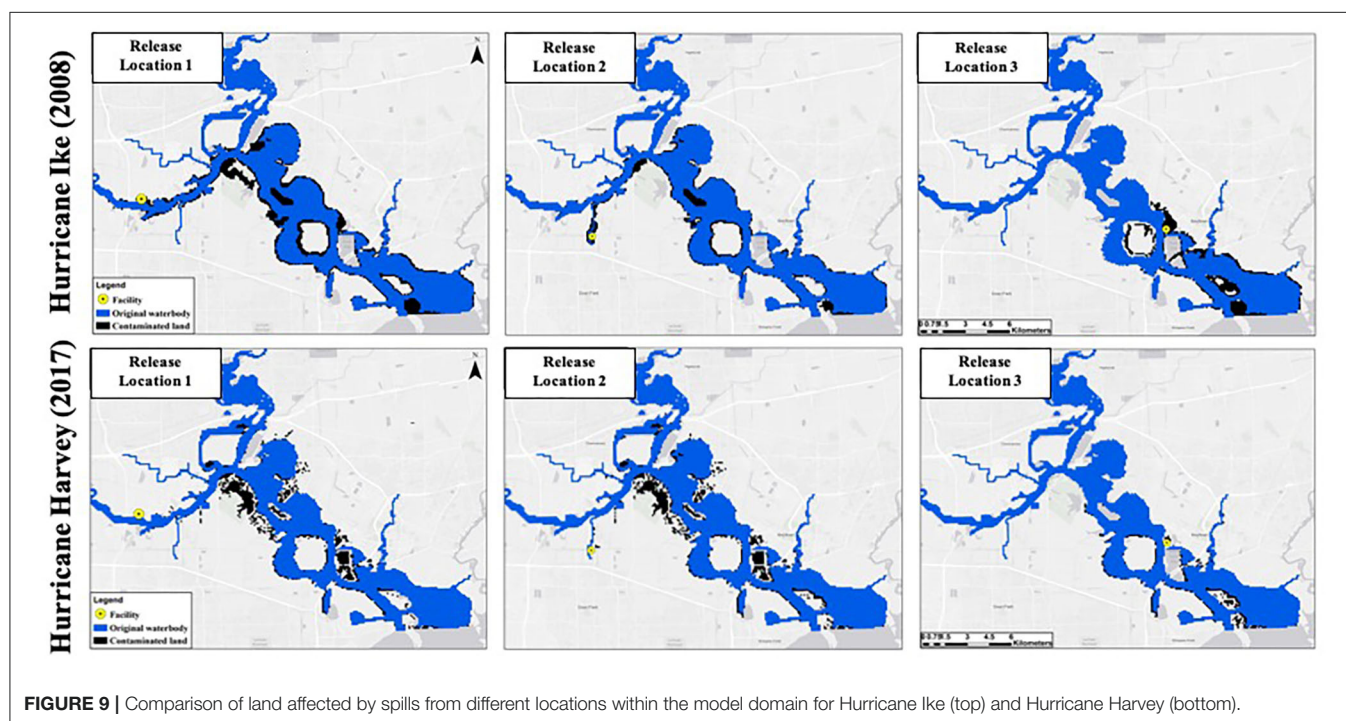 Hurricane Ike (2008)
Release
Location 1
N
Legend
Facility
Original waterbody
Contaminated land
Release
Location 2
Release
Location 3
Kilometers
Hurricane Harvey (2017)
Release
Location 1
N
Legend
Facility
Original waterbody
Contaminated land
Release
Location 2
Release
Location 3
Kilometers
FIGURE 9 | Comparison of land affected by spills from different locations within the model domain for Hurricane Ike (top) and Hurricane Harvey (bottom).